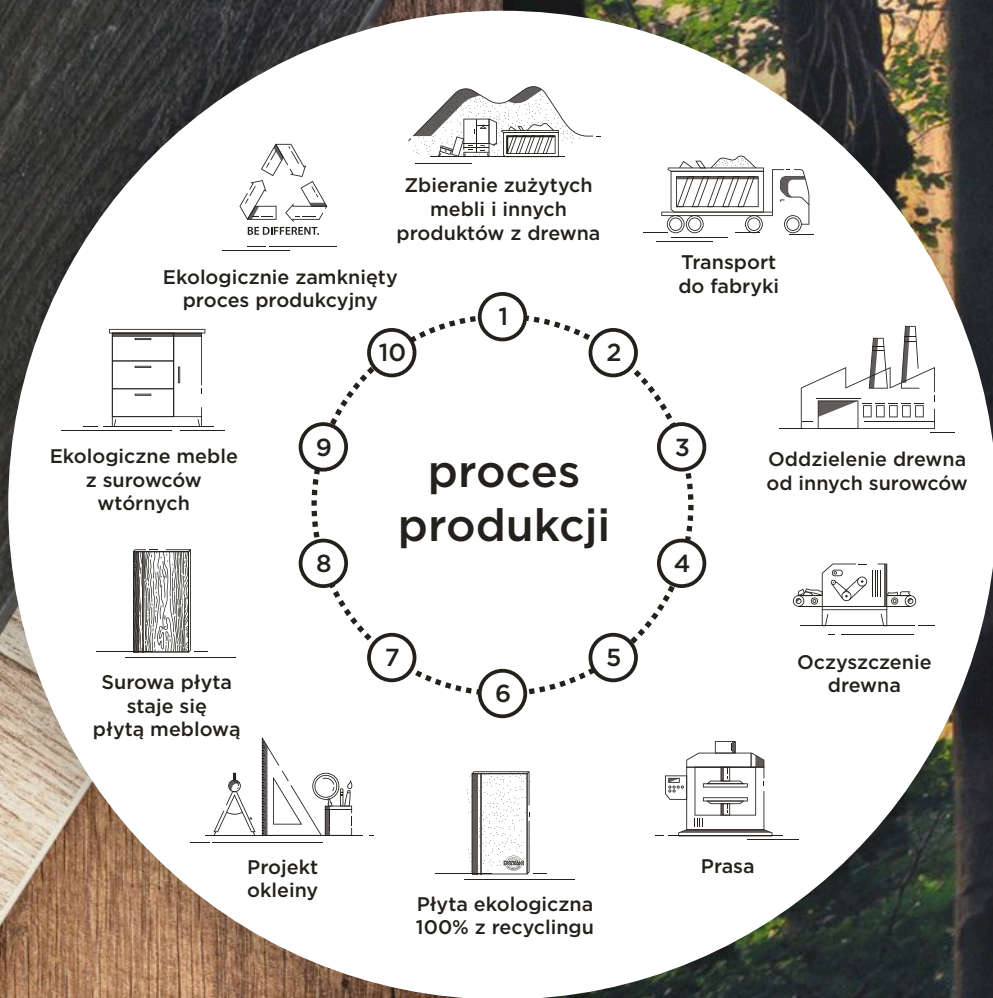 Zbieranie zużytych
mebli i innych
produktów z drewna
Transport
do fabryki
Oddzielenie drewna
od innych surowców
Oczyszczenie
drewna
Prasa
Płyta ekologiczna
100% z recyclingu
Projekt
okleiny
Surowa płyta
staje się
płytą meblową
Ekologiczne meble
z surowców
wtórnych
BE DIFFERENT.
Ekologicznie zamknięty
proces produkcyjny
1
2
3
4
5
6
7
8
9
10
proces
produkcji